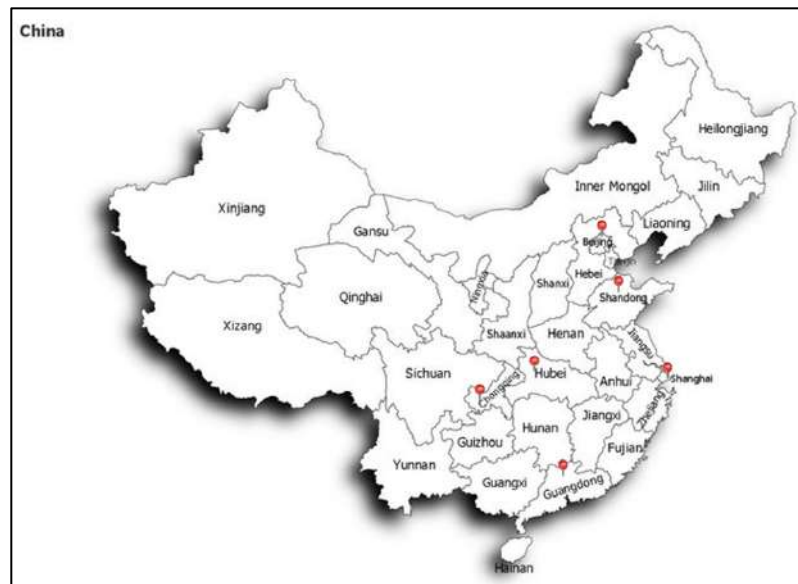 China
Heilongjiang
Inner Mongol
Jilin
Xinjiang
Liaoning
Gansu
Beijing
Hebei
Shanxi
Ningxia
Qinghai
Shandong
Xizang
Shaanxi
Henan
Jiangsu
Sichuan
Hubei
Shanghai
Anhui
Chongqing
Zhejiang
Jiangxi
Hunan
Guizhou
Fujian
Yunnan
Guangxi
Guangdong
Hainan